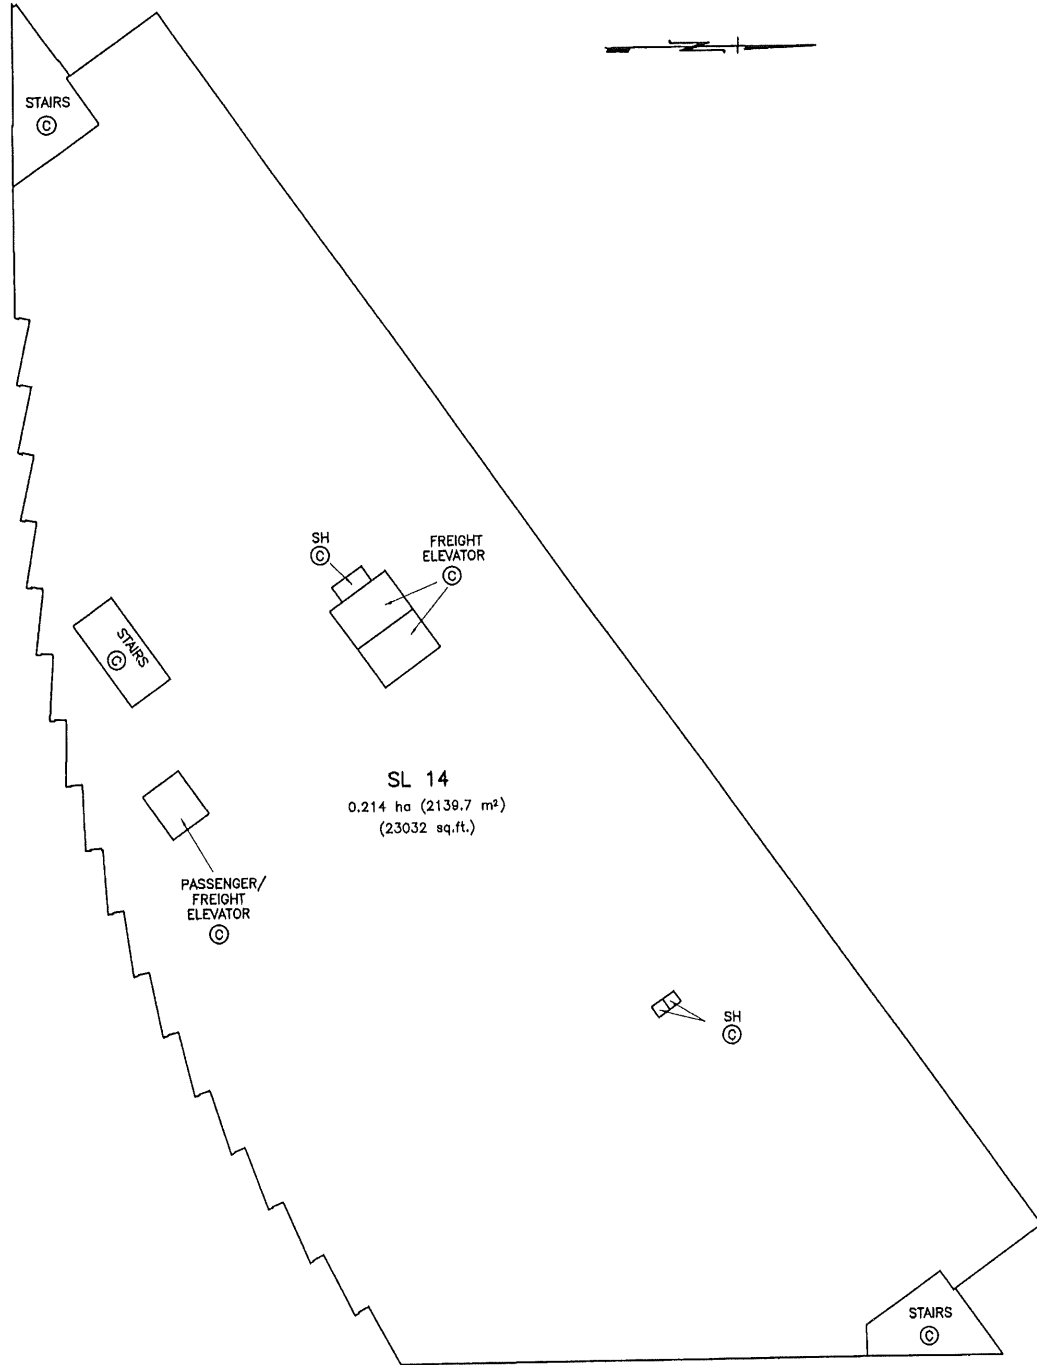 STAIRS
©
SH
©
FREIGHT
ELEVATOR
©
STAIRS
©
SL 14
0.214 ha (2139.7 m²)
(23032 sq.ft.)
PASSENGER/
FREIGHT
ELEVATOR
©
SH
©
STAIRS
©